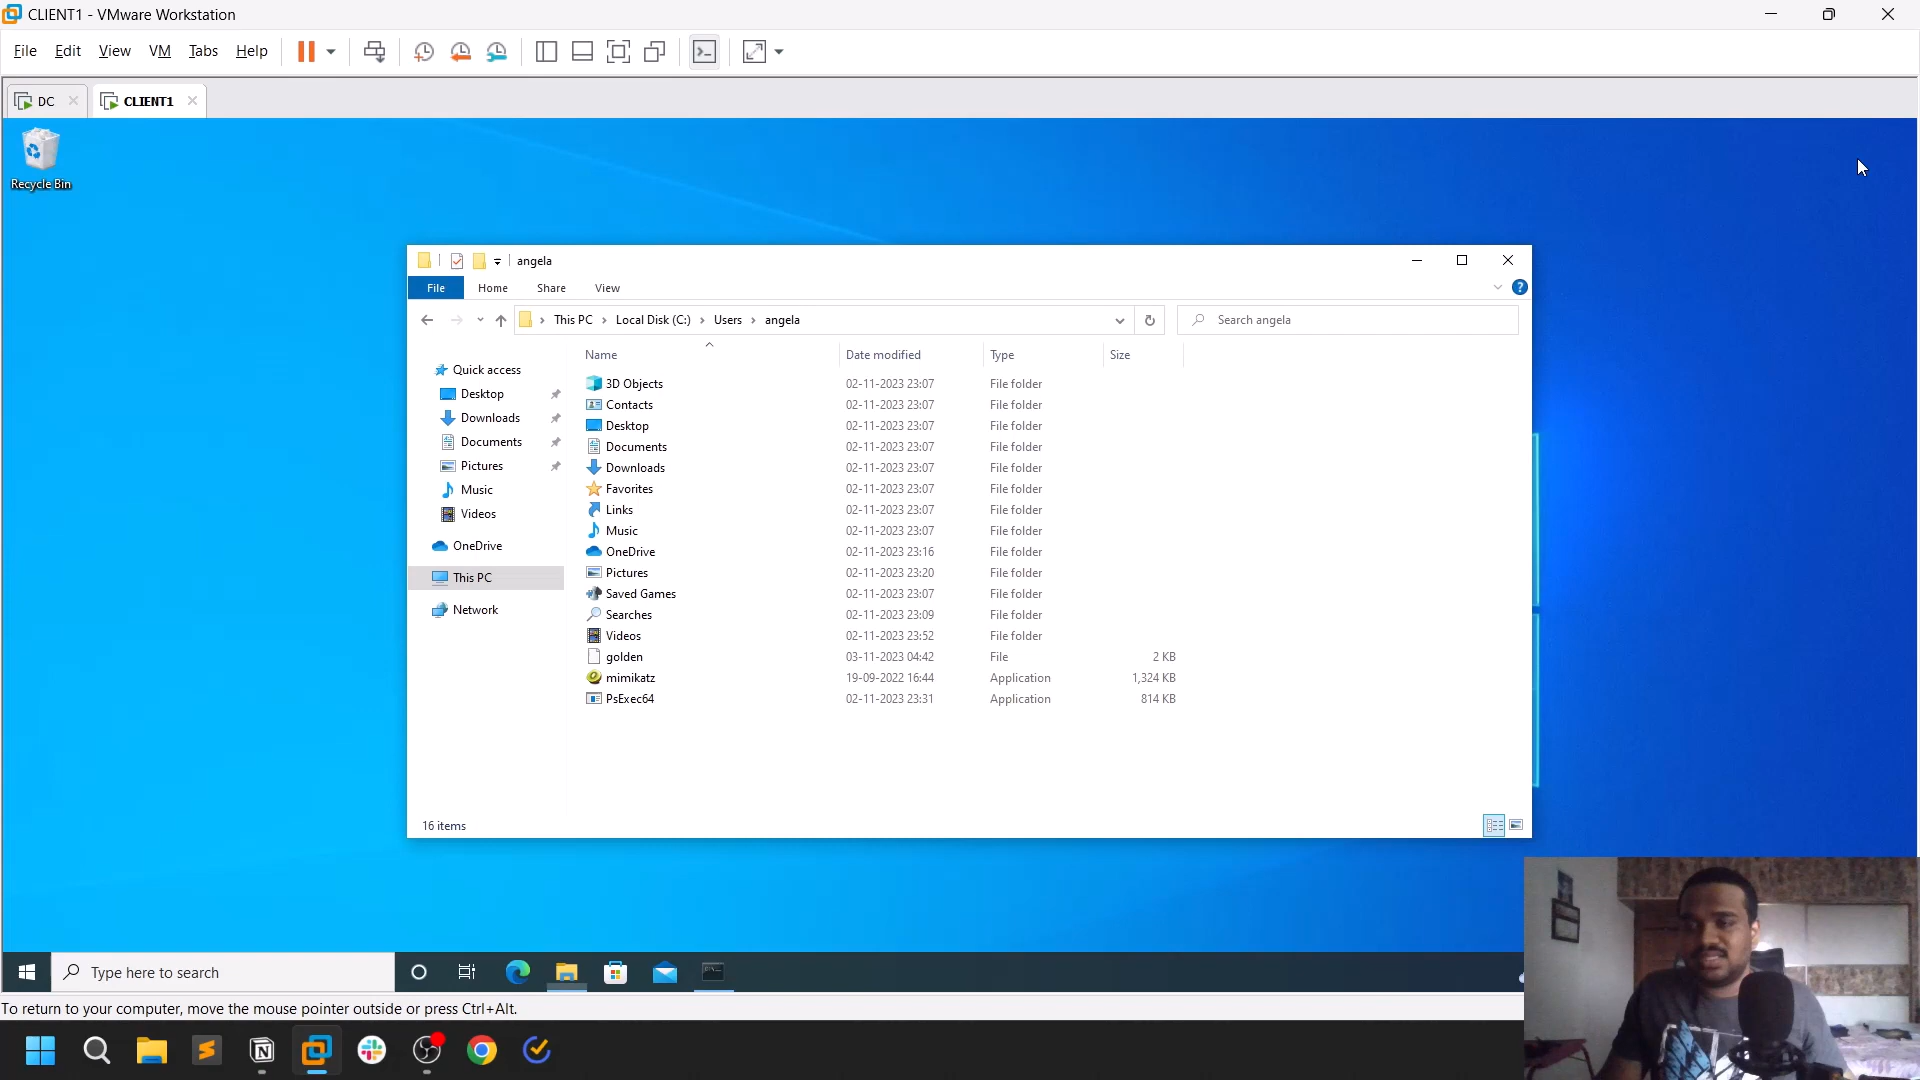 CLIENT1 - VMware Workstation
File Edit View VM Tabs Help
DC CLIENT1
Recycle Bin
angela
File Home Share View
This PC Local Disk (C:) Users angela
Search angela
Name Date modified Type Size
Quick access
Desktop
Downloads
Documents
Pictures
Music
Videos
OneDrive
This PC
Network
3D Objects 02-11-2023 23:07 File folder
Contacts 02-11-2023 23:07 File folder
Desktop 02-11-2023 23:07 File folder
Documents 02-11-2023 23:07 File folder
Downloads 02-11-2023 23:07 File folder
Favorites 02-11-2023 23:07 File folder
Links 02-11-2023 23:07 File folder
Music 02-11-2023 23:07 File folder
OneDrive 02-11-2023 23:16 File folder
Pictures 02-11-2023 23:20 File folder
Saved Games 02-11-2023 23:07 File folder
Searches 02-11-2023 23:09 File folder
Videos 02-11-2023 23:52 File folder
golden 03-11-2023 04:42 File 2 KB
mimikatz 19-09-2022 16:44 Application 1,324 KB
PsExec64 02-11-2023 23:31 Application 814 KB
16 items
Type here to search
To return to your computer, move the mouse pointer outside or press Ctrl+Alt.